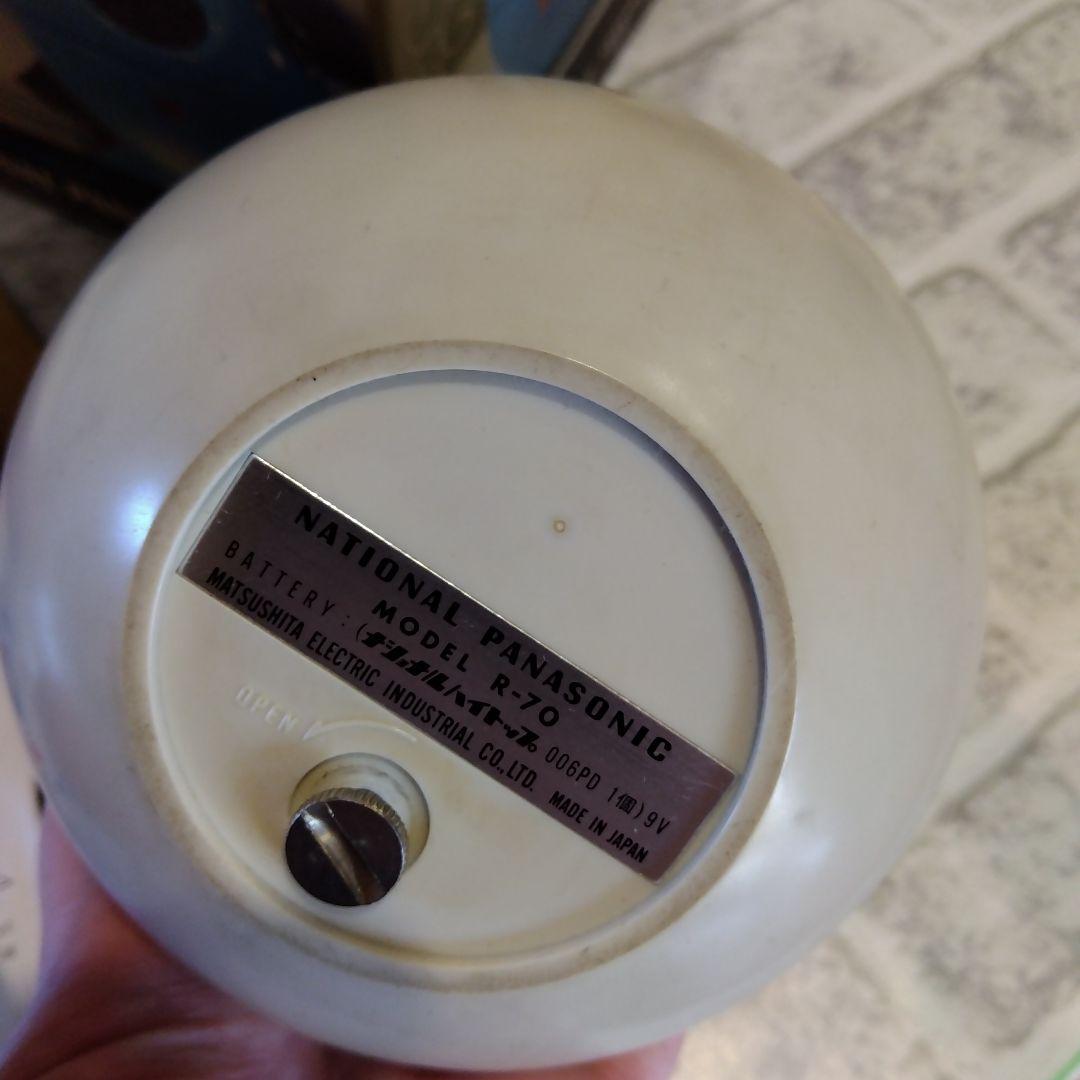 NATIONAL PANASONIC
MODEL R-70
BATTERY : (ナショナルハイトップ 006PD 1個) 9V
MATSUSHITA ELECTRIC INDUSTRIAL CO., LTD. MADE IN JAPAN
OPEN